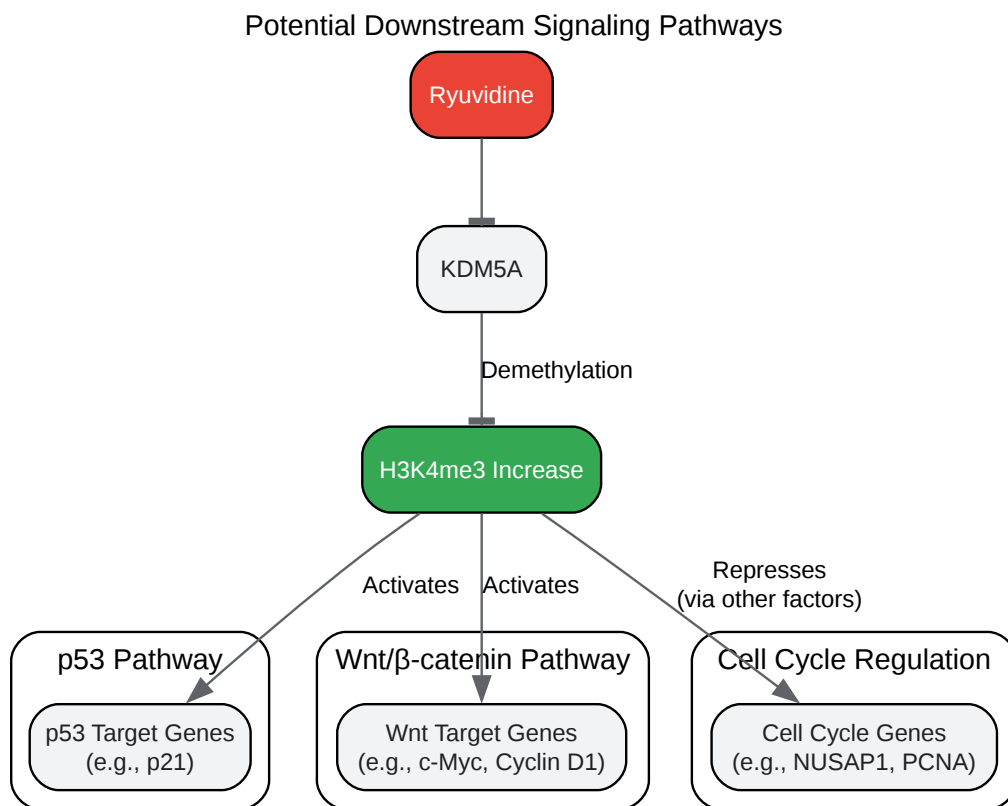 Potential Downstream Signaling Pathways
Ryuvidine
KDM5A
Demethylation
H3K4me3 Increase
Activates
Activates
Represses
(via other factors)
p53 Pathway
Wnt/β-catenin Pathway
Cell Cycle Regulation
p53 Target Genes
(e.g., p21)
Wnt Target Genes
(e.g., c-Myc, Cyclin D1)
Cell Cycle Genes
(e.g., NUSAP1, PCNA)